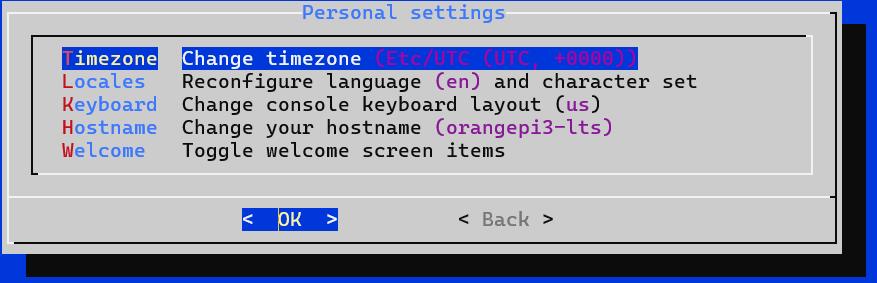 Personal settings
Timezone Change timezone (Etc/UTC (UTC, +0000))
Locales Reconfigure language (en) and character set
Keyboard Change console keyboard layout (us)
Hostname Change your hostname (orangepi3-lts)
Welcome Toggle welcome screen items
< OK > < Back >